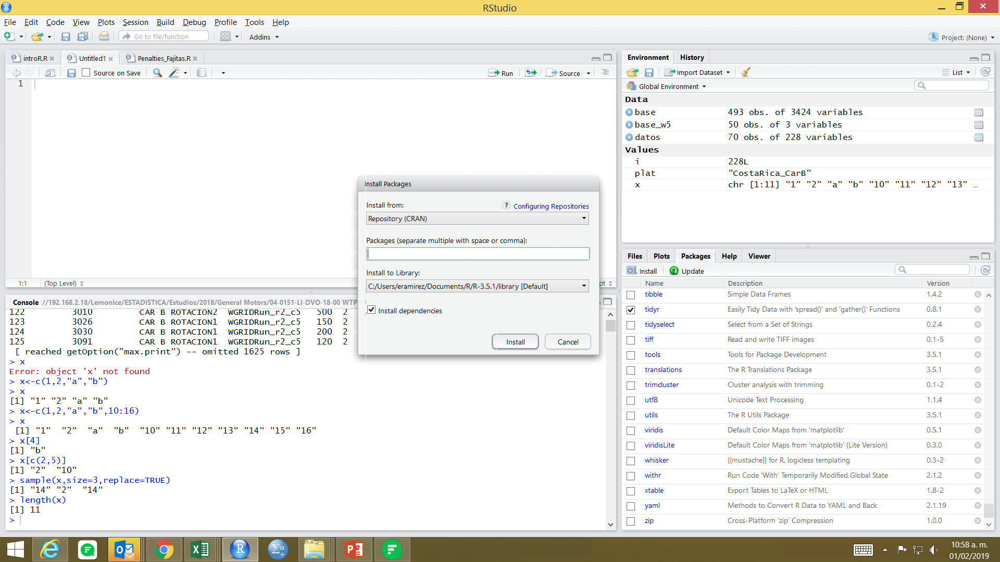 RStudio
File Edit Code View Plots Session Build Debug Profile Tools Help
Go to file/function Addins Project: (None)
introR.R Untitled1 Penalties_Fajitas.R
Source on Save Run Source
1
1:1 (Top Level) pt
Console //192.168.2.18/Lemonice/ESTADISTICA/Estudios/2018/General Motors/04-0151-LI-DVO-18-00 WTP
122 3010 CAR B ROTACION2 WGRIDRun_r2_c5 500 2
123 3026 CAR B ROTACION1 WGRIDRun_r2_c5 150 2
124 3030 CAR B ROTACION1 WGRIDRun_r2_c5 200 2
125 3091 CAR B ROTACION1 WGRIDRun_r2_c5 120 2
[ reached getOption("max.print") -- omitted 1625 rows ]
> x
Error: object 'x' not found
> x<-c(1,2,"a","b")
> x
[1] "1" "2" "a" "b"
> x<-c(1,2,"a","b",10:16)
> x
[1] "1" "2" "a" "b" "10" "11" "12" "13" "14" "15" "16"
> x[4]
[1] "b"
> x[c(2,5)]
[1] "2" "10"
> sample(x,size=3,replace=TRUE)
[1] "14" "2" "14"
> length(x)
[1] 11
>
Install Packages
Install from: ? Configuring Repositories
Repository (CRAN)
Packages (separate multiple with space or comma):
Install to Library:
C:/Users/eramirez/Documents/R/R-3.5.1/library [Default]
Install dependencies
Install Cancel
Environment History
Import Dataset List
Global Environment
Data
base 493 obs. of 3424 variables
base_w5 50 obs. of 3 variables
datos 70 obs. of 228 variables
Values
i 228L
plat "CostaRica_CarB"
x chr [1:11] "1" "2" "a" "b" "10" "11" "12" "13" ...
Files Plots Packages Help Viewer
Install Update
Name Description Version
tibble Simple Data Frames 1.4.2
tidyr Easily Tidy Data with 'spread()' and 'gather()' Functions 0.8.1
tidyselect Select from a Set of Strings 0.2.4
tiff Read and write TIFF images 0.1-5
tools Tools for Package Development 3.5.1
translations The R Translations Package 3.5.1
trimcluster Cluster analysis with trimming 0.1-2
utf8 Unicode Text Processing 1.1.4
utils The R Utils Package 3.5.1
viridis Default Color Maps from 'matplotlib' 0.5.1
viridisLite Default Color Maps from 'matplotlib' (Lite Version) 0.3.0
whisker {{mustache}} for R, logicless templating 0.3-2
withr Run Code 'With' Temporarily Modified Global State 2.1.2
xtable Export Tables to LaTeX or HTML 1.8-2
yaml Methods to Convert R Data to YAML and Back 2.1.19
zip Cross-Platform 'zip' Compression 1.0.0
10:58 a. m.
01/02/2019